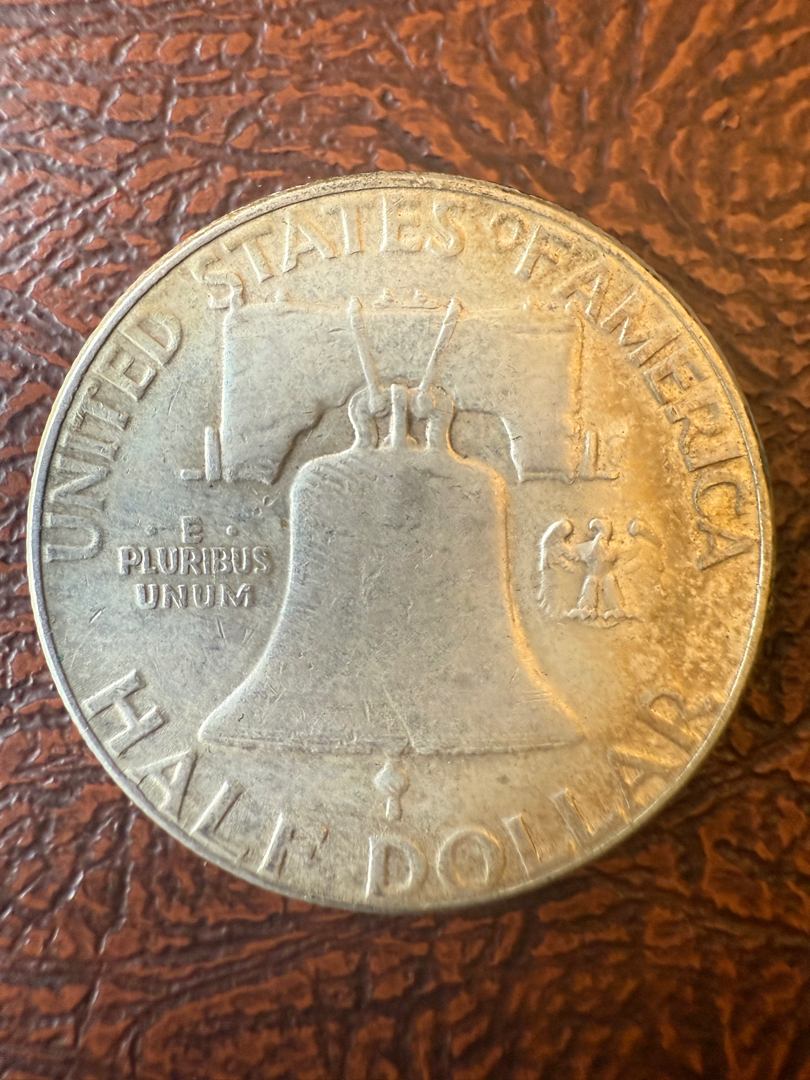 UNITED STATES OF AMERICA
· E ·
PLURIBUS
UNUM
HALF DOLLAR